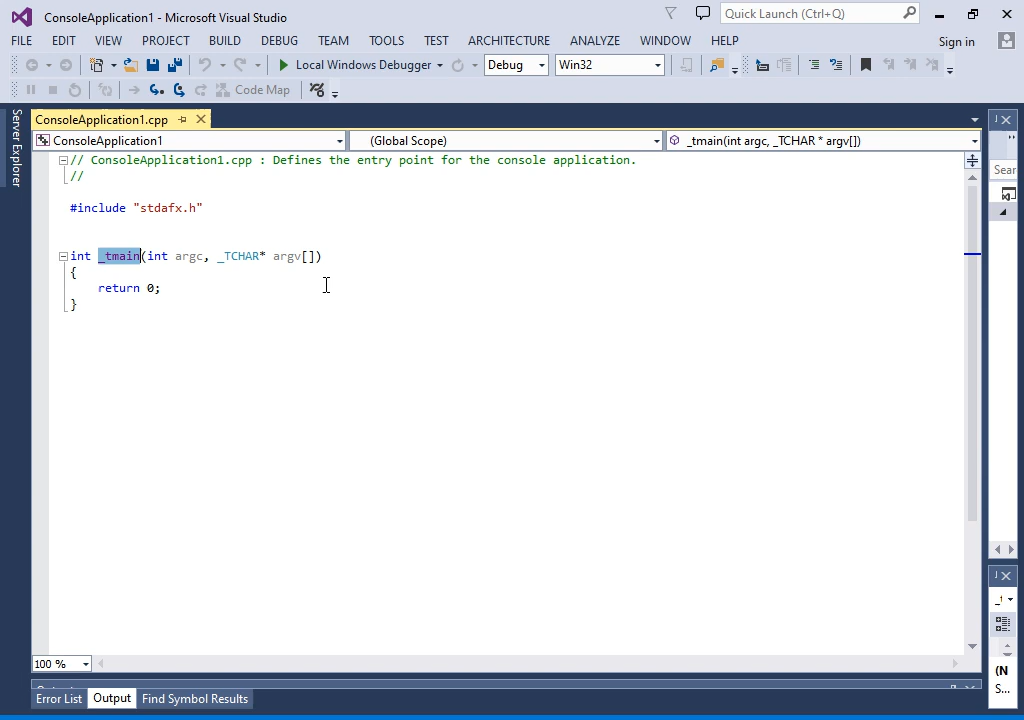 ConsoleApplication1 - Microsoft Visual Studio
Quick Launch (Ctrl+Q)
FILE EDIT VIEW PROJECT BUILD DEBUG TEAM TOOLS TEST ARCHITECTURE ANALYZE WINDOW HELP
Sign in
Local Windows Debugger
Debug
Win32
Code Map
Server Explorer
ConsoleApplication1.cpp
ConsoleApplication1
(Global Scope)
_tmain(int argc, _TCHAR * argv[])
// ConsoleApplication1.cpp : Defines the entry point for the console application.
//
#include "stdafx.h"
int _tmain(int argc, _TCHAR* argv[])
{
return 0;
}
Sear
(N
S...
100 %
Error List Output Find Symbol Results